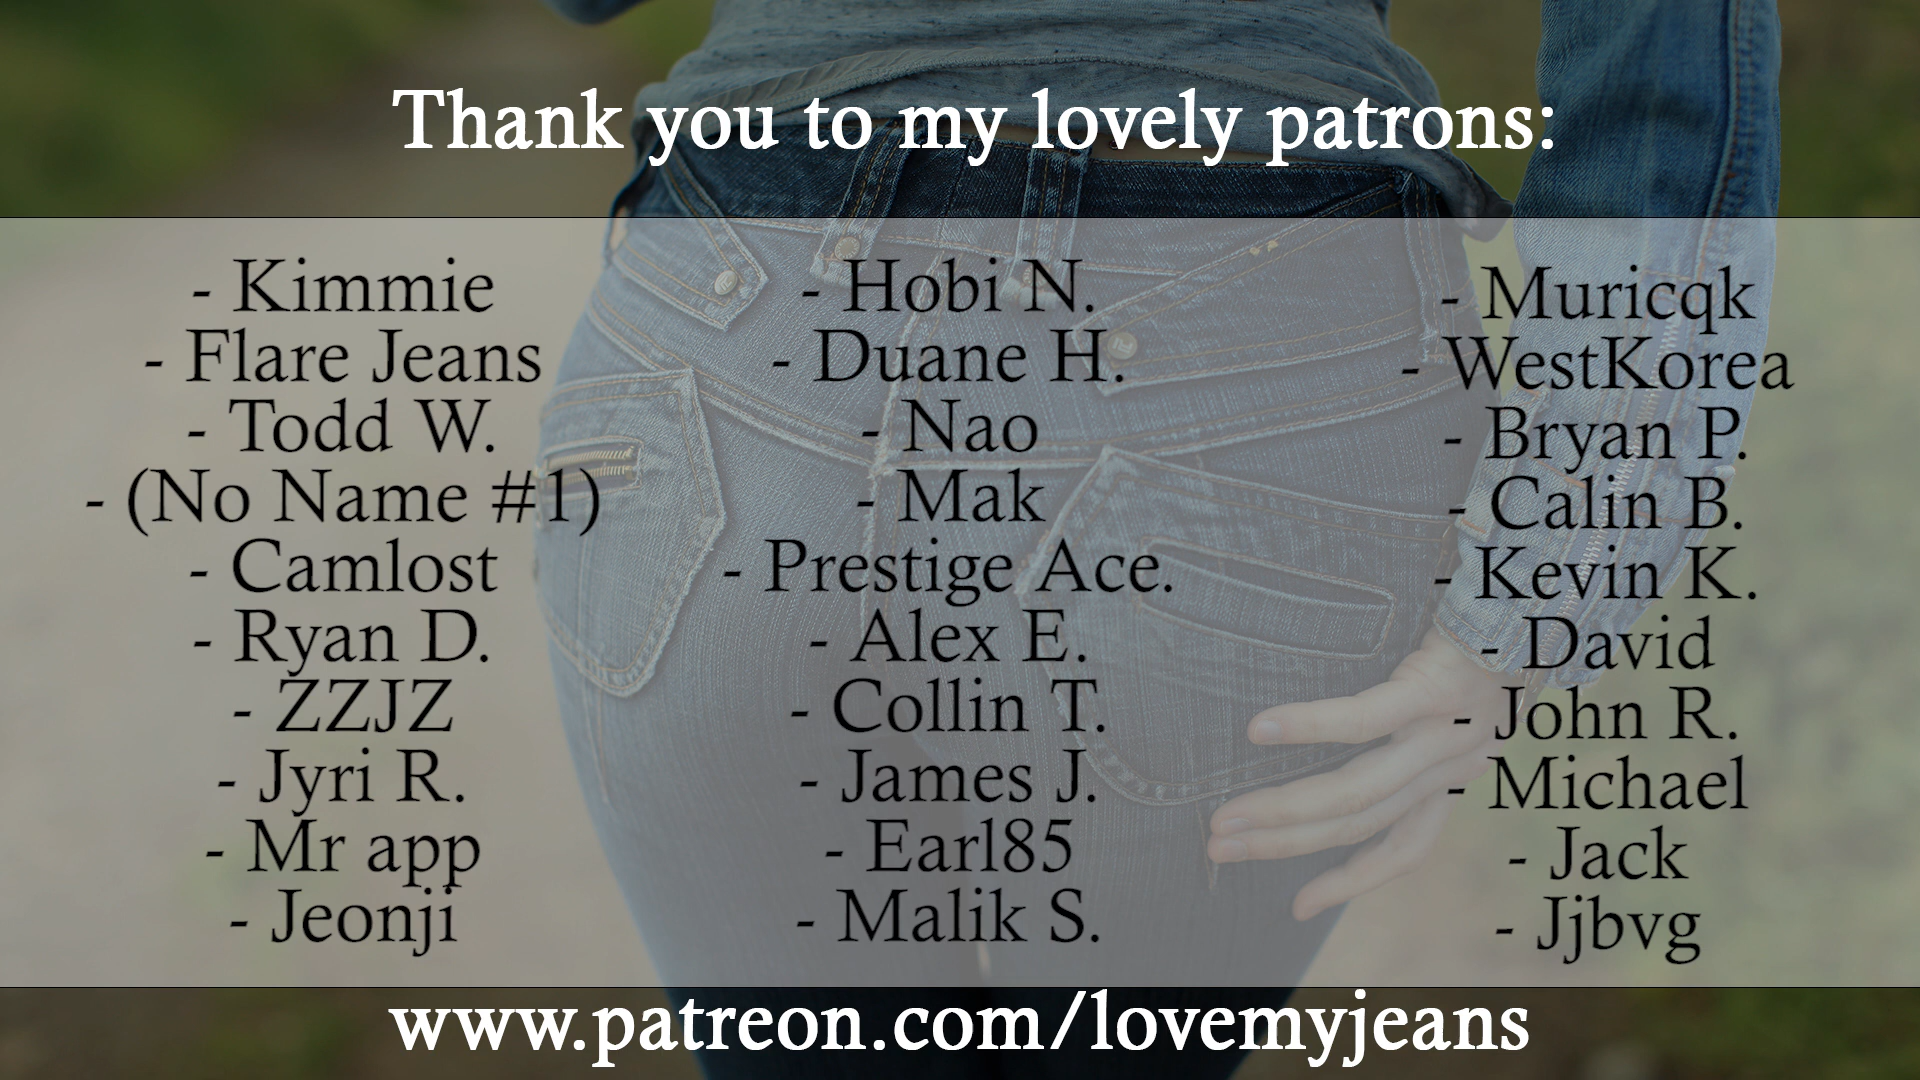 Thank you to my lovely patrons:
- Kimmie
- Flare Jeans
- Todd W.
- (No Name #1)
- Camlost
- Ryan D.
- ZZJZ
- Jyri R.
- Mr app
- Jeonji
- Hobi N.
- Duane H.
- Nao
- Mak
- Prestige Ace.
- Alex E.
- Collin T.
- James J.
- Earl85
- Malik S.
- Muricqk
- WestKorea
- Bryan P.
- Calin B.
- Kevin K.
- David
- John R.
- Michael
- Jack
- Jjbvg
www.patreon.com/lovemyjeans